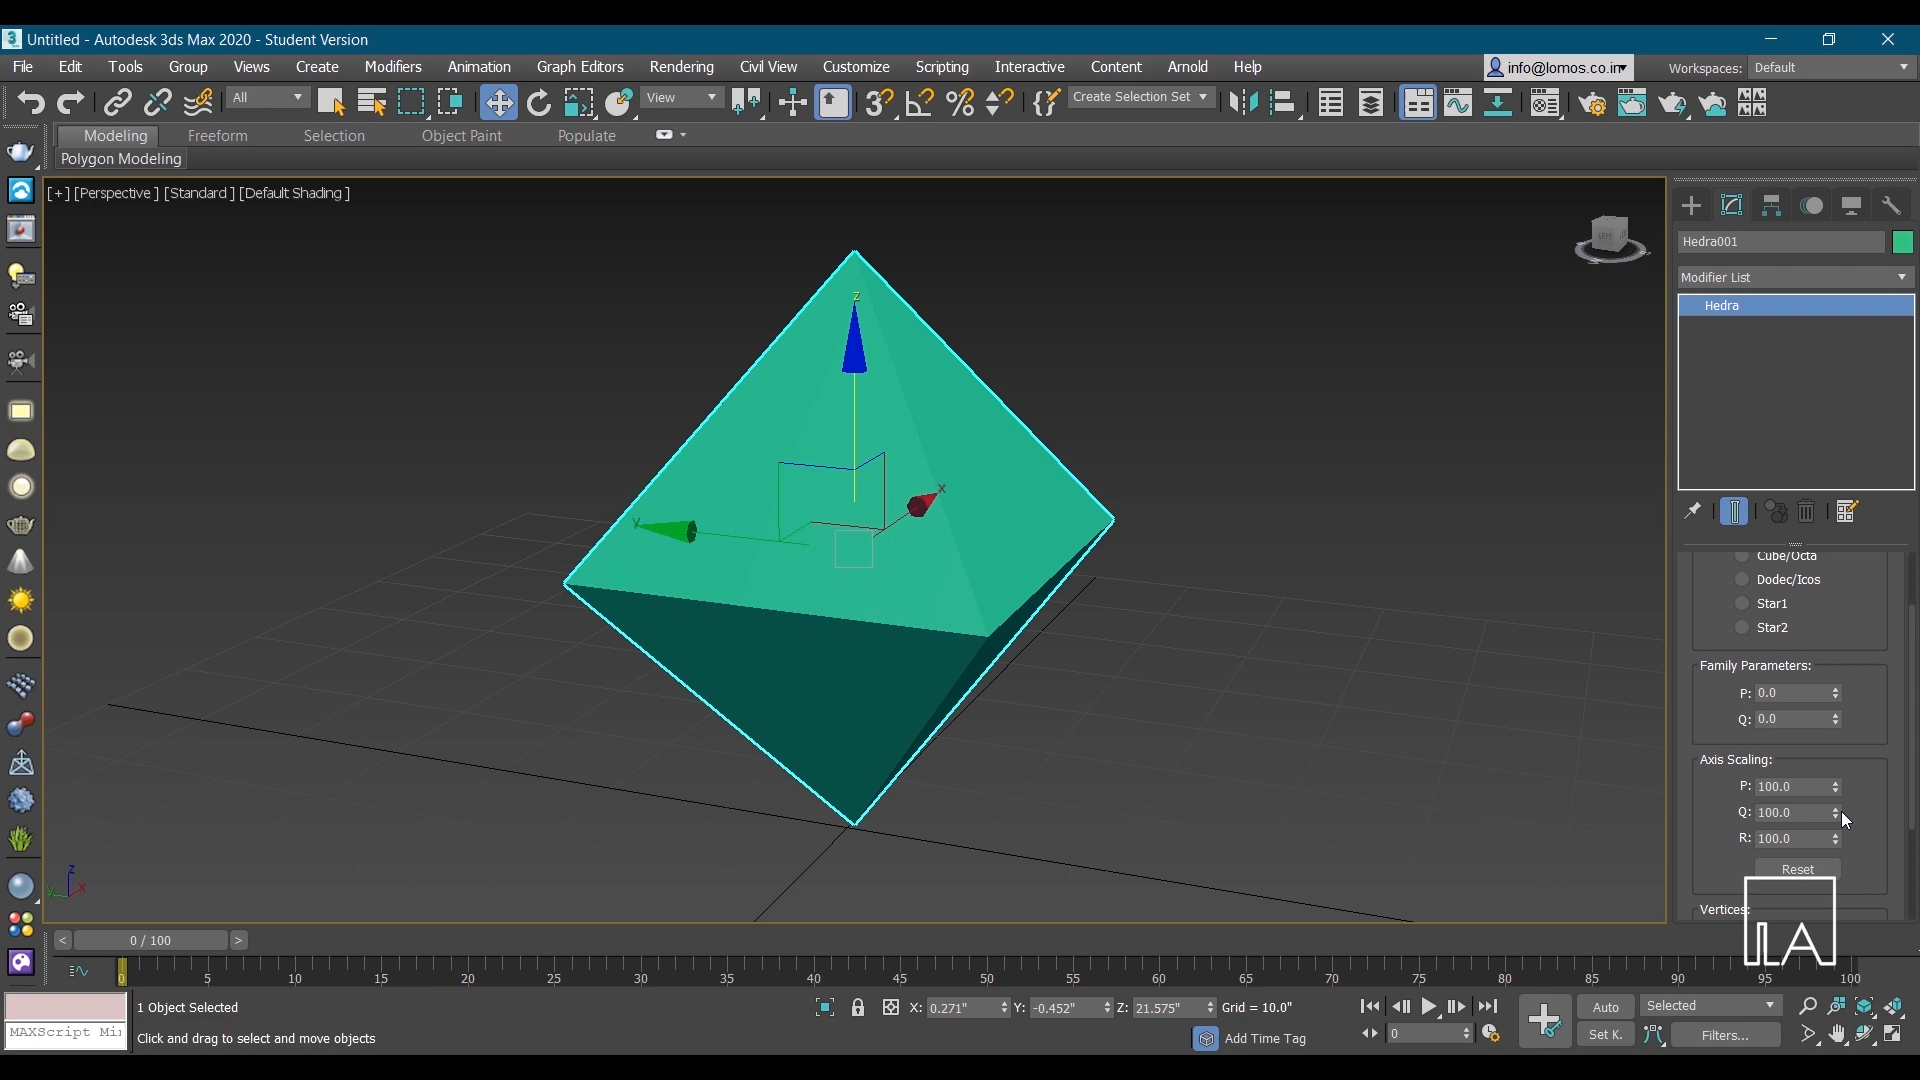 Untitled - Autodesk 3ds Max 2020 - Student Version
File Edit Tools Group Views Create Modifiers Animation Graph Editors Rendering Civil View Customize Scripting Interactive Content Arnold Help
info@lomos.co.in
Workspaces: Default
All
View
Create Selection Set
Modeling Freeform Selection Object Paint Populate
Polygon Modeling
[+] [Perspective ] [Standard ] [Default Shading ]
Hedra001
Modifier List
Hedra
z
x
y
Cube/Octa
Dodec/Icos
Star1
Star2
Family Parameters:
P: 0.0
Q: 0.0
Axis Scaling:
P: 100.0
Q: 100.0
R: 100.0
Reset
Vertices:
ILA
z
y x
< 0 / 100 >
0 5 10 15 20 25 30 35 40 45 50 55 60 65 70 75 80 85 90 95 100
1 Object Selected
X: 0.271" Y: -0.452" Z: 21.575" Grid = 10.0"
Auto Selected
MAXScript Mi
Click and drag to select and move objects
Add Time Tag
0
Set K. Filters...